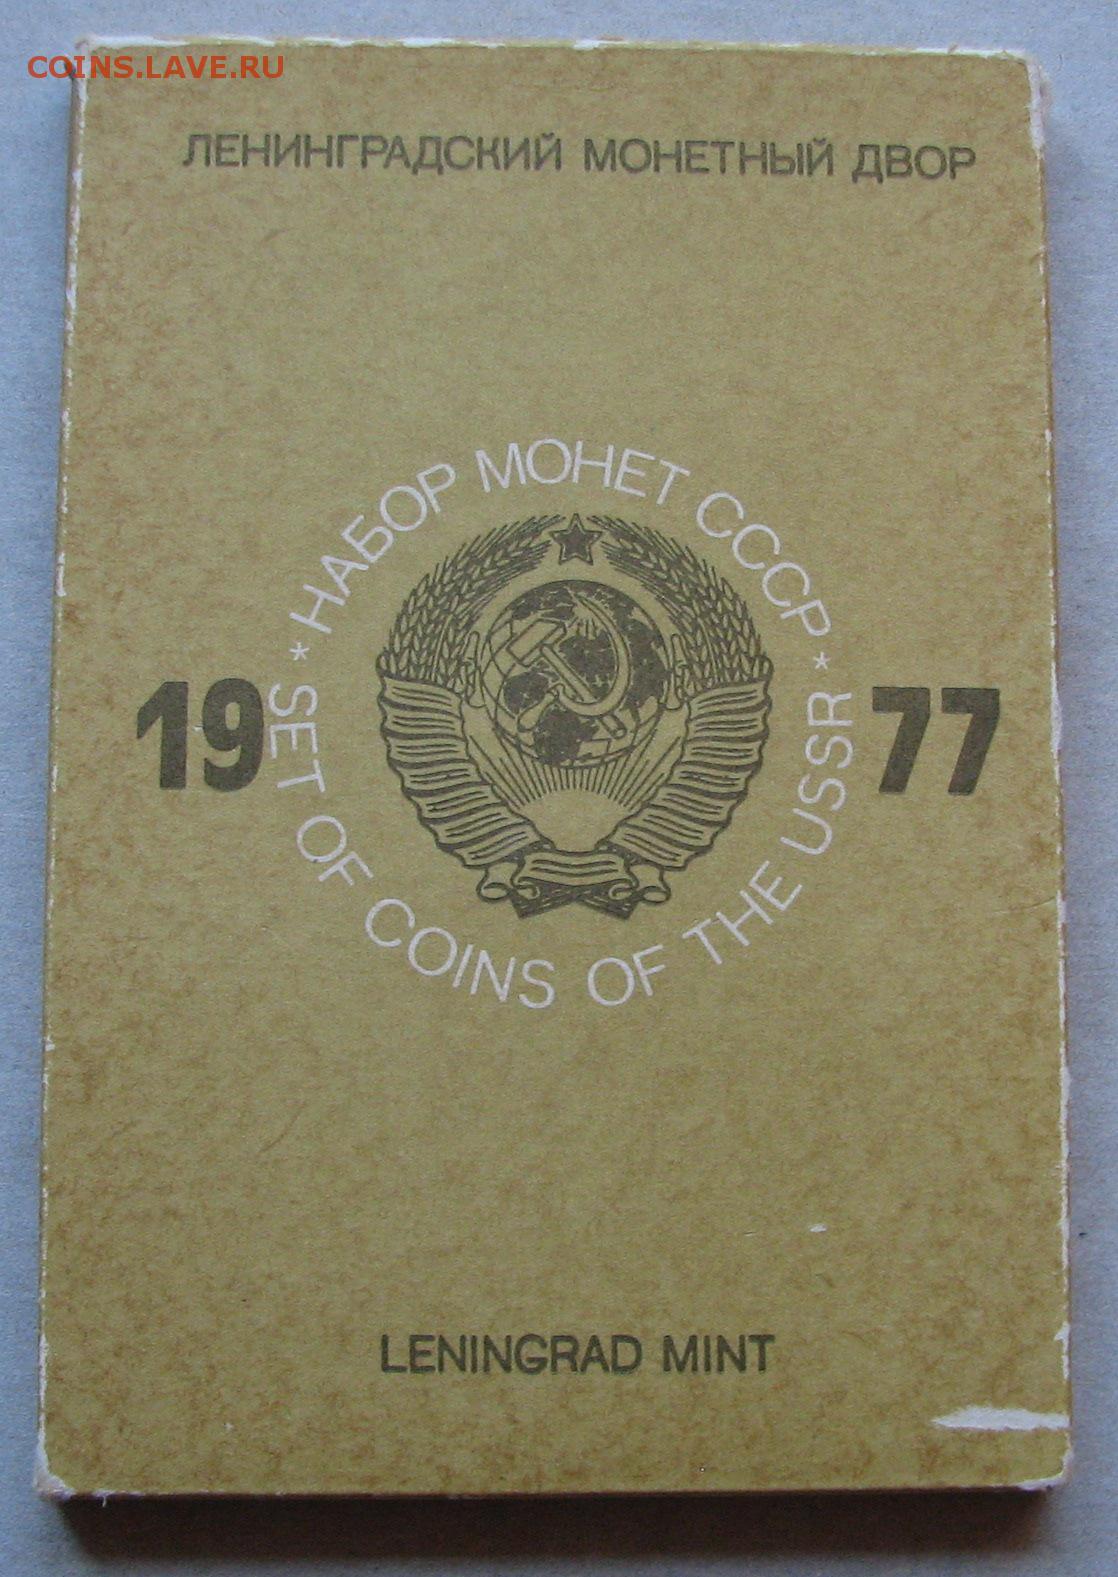 COINS.LAVE.RU
ЛЕНИНГРАДСКИЙ МОНЕТНЫЙ ДВОР
* НАБОР МОНЕТ СССР *
19 77
SET OF COINS OF THE USSR
LENINGRAD MINT